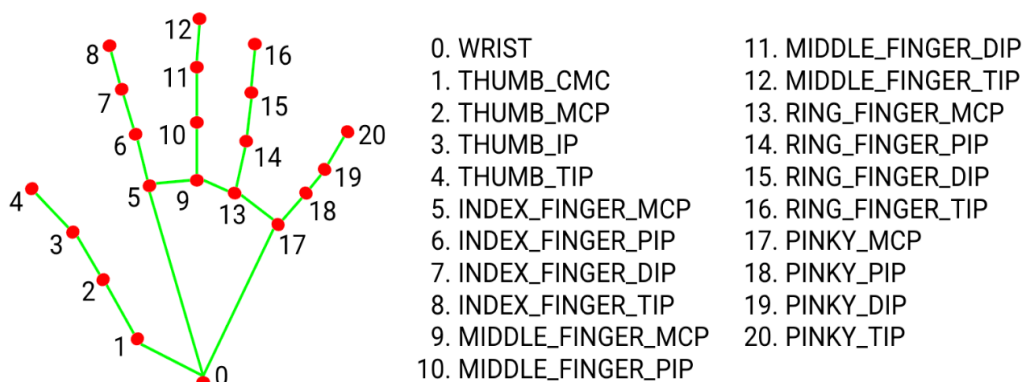 12
8
16
11
7
15
20
10
6
14
4
19
5
9
13
18
3
17
2
1
0
0. WRIST
1. THUMB_CMC
2. THUMB_MCP
3. THUMB_IP
4. THUMB_TIP
5. INDEX_FINGER_MCP
6. INDEX_FINGER_PIP
7. INDEX_FINGER_DIP
8. INDEX_FINGER_TIP
9. MIDDLE_FINGER_MCP
10. MIDDLE_FINGER_PIP
11. MIDDLE_FINGER_DIP
12. MIDDLE_FINGER_TIP
13. RING_FINGER_MCP
14. RING_FINGER_PIP
15. RING_FINGER_DIP
16. RING_FINGER_TIP
17. PINKY_MCP
18. PINKY_PIP
19. PINKY_DIP
20. PINKY_TIP